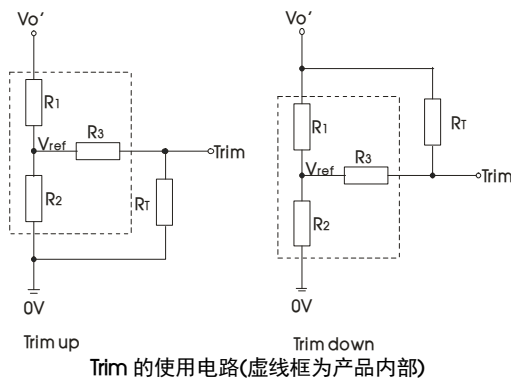 Vo′
R1
Vref
R3
Trim
R2
RT
0V
Trim up
Vo′
R1
RT
Vref
R3
Trim
R2
0V
Trim down
Trim 的使用电路(虚线框为产品内部)